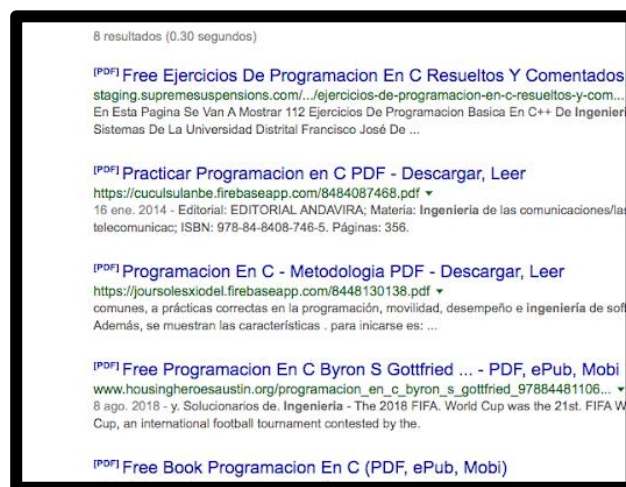 8 resultados (0.30 segundos)
[PDF] Free Ejercicios De Programacion En C Resueltos Y Comentados
staging.supremesuspensions.com/.../ejercicios-de-programacion-en-c-resueltos-y-com...
En Esta Pagina Se Van A Mostrar 112 Ejercicios De Programacion Basica En C++ De Ingenieri
Sistemas De La Universidad Distrital Francisco José De ...
[PDF] Practicar Programacion en C PDF - Descargar, Leer
https://cuculsulanbe.firebaseapp.com/8484087468.pdf
16 ene. 2014 - Editorial: EDITORIAL ANDAVIRA; Materia: Ingenieria de las comunicaciones/las
telecomunicac; ISBN: 978-84-8408-746-5. Páginas: 356.
[PDF] Programacion En C - Metodologia PDF - Descargar, Leer
https://joursolesxiodel.firebaseapp.com/8448130138.pdf
comunes, a prácticas correctas en la programación, movilidad, desempeño e ingeniería de soft
Además, se muestran las características . para inicarse es: ...
[PDF] Free Programacion En C Byron S Gottfried ... - PDF, ePub, Mobi
www.housingheroesaustin.org/programacion_en_c_byron_s_gottfried_97884481106...
8 ago. 2018 - y. Solucionarios de. Ingenieria - The 2018 FIFA. World Cup was the 21st. FIFA W
Cup, an international football tournament contested by the.
[PDF] Free Book Programacion En C (PDF, ePub, Mobi)